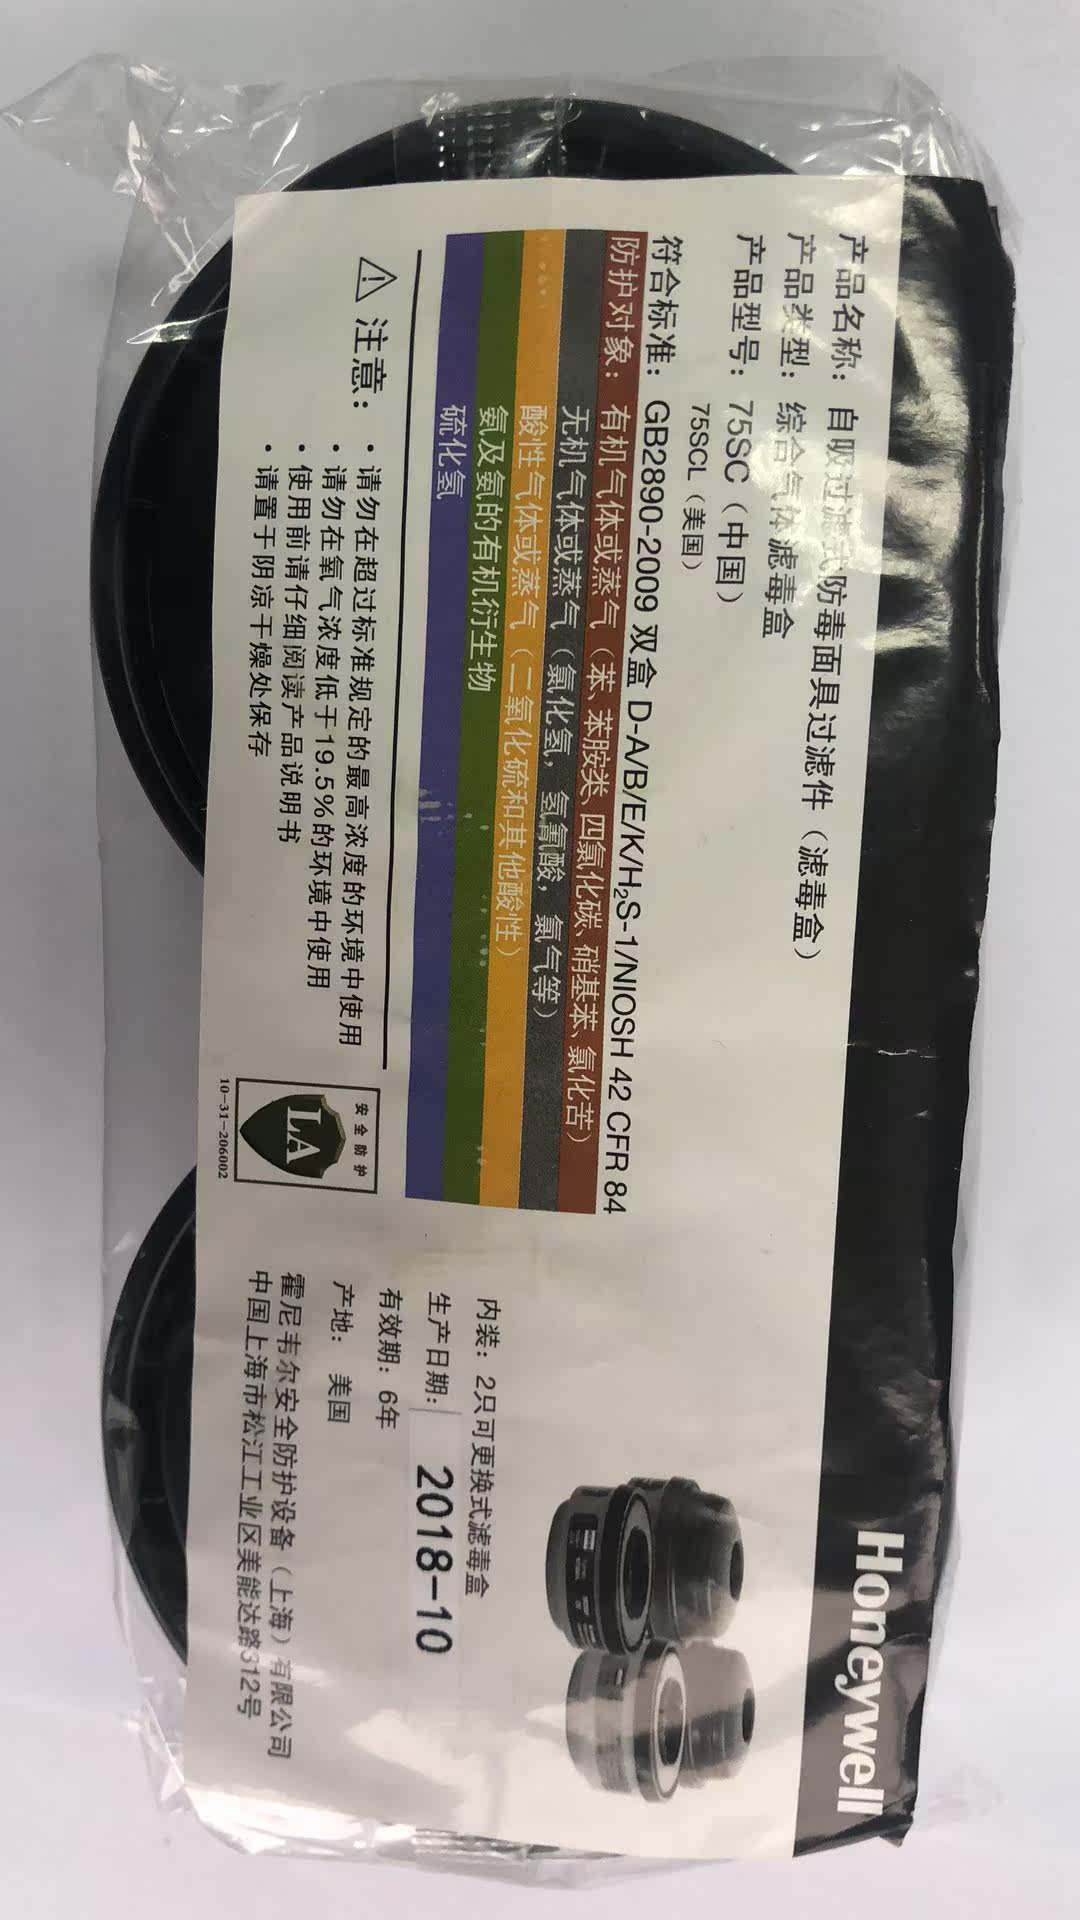 Honeywell
产品名称：自吸过滤式防毒面具过滤件（滤毒盒）
产品类型：综合气体滤毒盒
产品型号：75SC（中国）
75SCL（美国）
符合标准：GB2890-2009 双盒 D-A/B/E/K/H₂S-1/NIOSH 42 CFR 84
防护对象：有机气体或蒸气（苯、苯胺类、四氯化碳、硝基苯、氯化苦）
无机气体或蒸气（氯化氢，氢氰酸，氯气等）
酸性气体或蒸气（二氧化硫和其他酸性）
氨及氨的有机衍生物
硫化氢
⚠ 注意：· 请勿在超过标准规定的最高浓度的环境中使用
· 请勿在氧气浓度低于19.5%的环境中使用
· 使用前请仔细阅读产品说明书
· 请置于阴凉干燥处保存
安全防护
LA
10-31-206002
内装：2只可更换式滤毒盒
生产日期：2018-10
有效期：6年
产地：美国
霍尼韦尔安全防护设备（上海）有限公司
中国上海市松江工业区美能达路312号